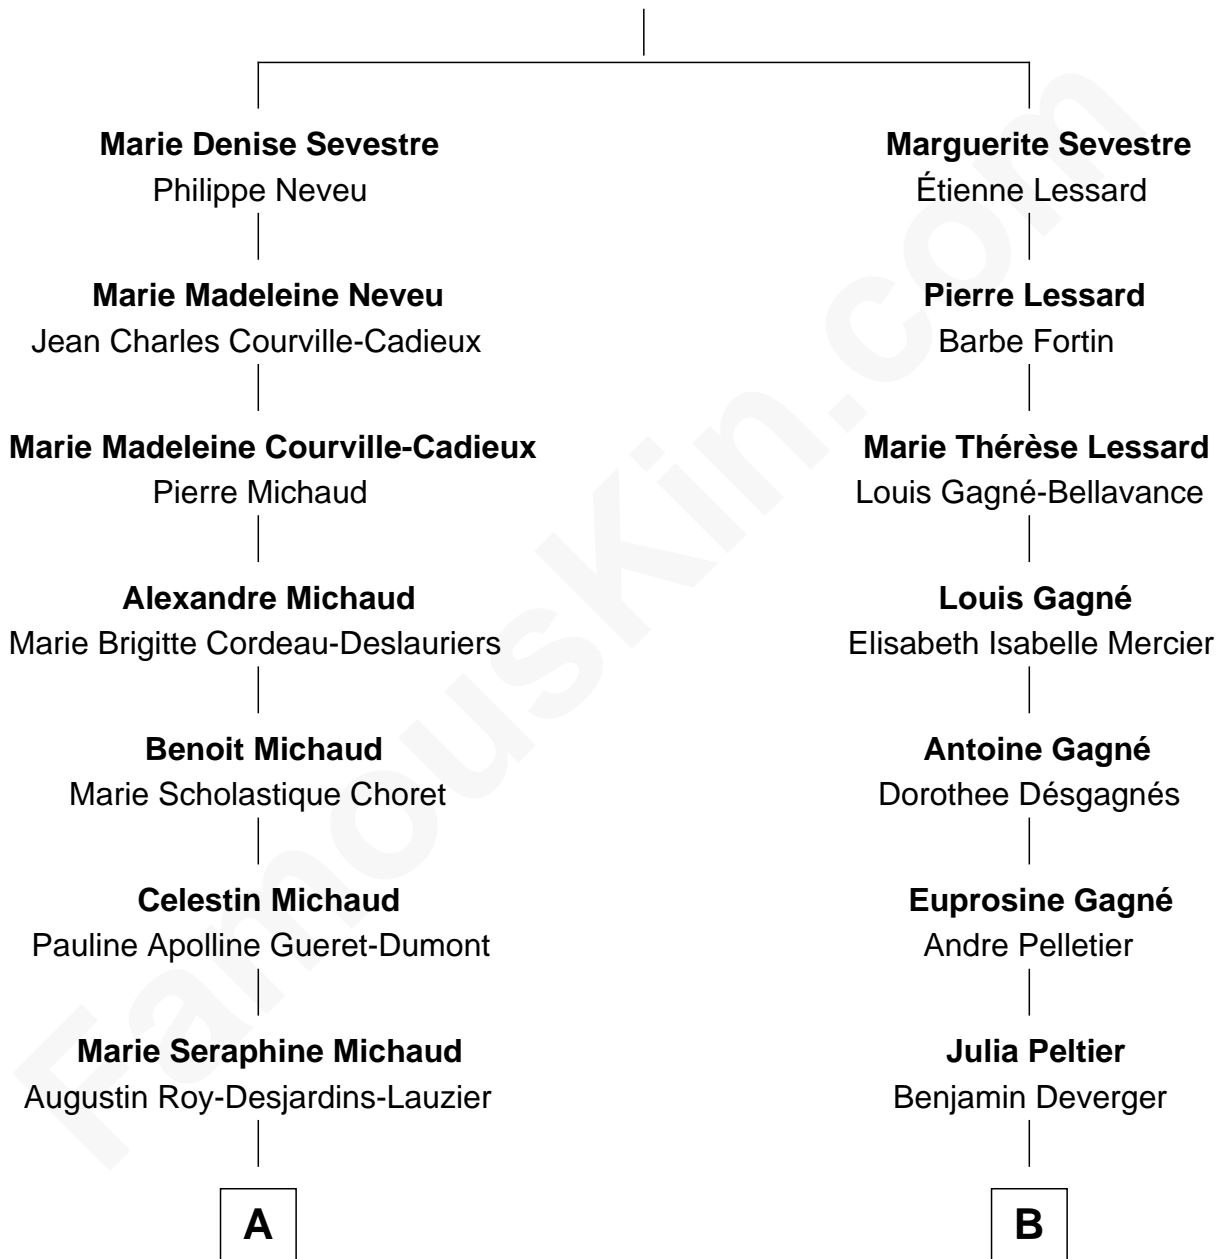 Marie Denise Sevestre
Philippe Neveu
Marie Madeleine Neveu
Jean Charles Courville-Cadieux
Marie Madeleine Courville-Cadieux
Pierre Michaud
Alexandre Michaud
Marie Brigitte Cordeau-Deslauriers
Benoit Michaud
Marie Scholastique Choret
Celestin Michaud
Pauline Apolline Gueret-Dumont
Marie Seraphine Michaud
Augustin Roy-Desjardins-Lauzier
A
Marguerite Sevestre
Étienne Lessard
Pierre Lessard
Barbe Fortin
Marie Thérèse Lessard
Louis Gagné-Bellavance
Louis Gagné
Elisabeth Isabelle Mercier
Antoine Gagné
Dorothee Désgagnés
Euprosine Gagné
Andre Pelletier
Julia Peltier
Benjamin Deverger
B
FamousKin.com